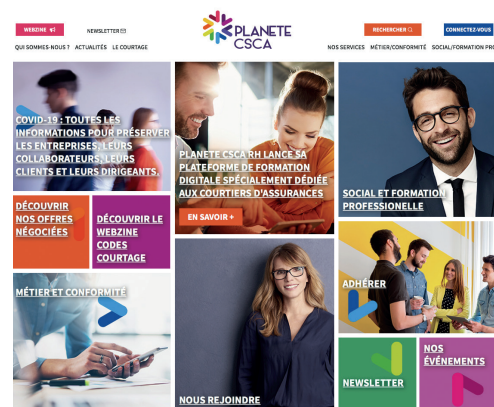 WEBZINE
NEWSLETTER
PLANETE
CSCA
RECHERCHER
CONNECTEZ-VOUS
QUI SOMMES-NOUS ? ACTUALITÉS LE COURTAGE
NOS SERVICES MÉTIER/CONFORMITÉ SOCIAL/FORMATION PRO
COVID-19 : TOUTES LES
INFORMATIONS POUR PRÉSERVER
LES ENTREPRISES, LEURS
COLLABORATEURS, LEURS
CLIENTS ET LEURS DIRIGEANTS.
PLANETE CSCA RH LANCE SA
PLATEFORME DE FORMATION
DIGITALE SPÉCIALEMENT DÉDIÉE
AUX COURTIERS D'ASSURANCES
EN SAVOIR +
SOCIAL ET FORMATION
PROFESSIONELLE
DÉCOUVRIR
NOS OFFRES
NÉGOCIÉES
DÉCOUVRIR LE
WEBZINE
CODES
COURTAGE
MÉTIER ET CONFORMITÉ
NOUS REJOINDRE
ADHÉRER
NEWSLETTER
NOS
ÉVÉNEMENTS